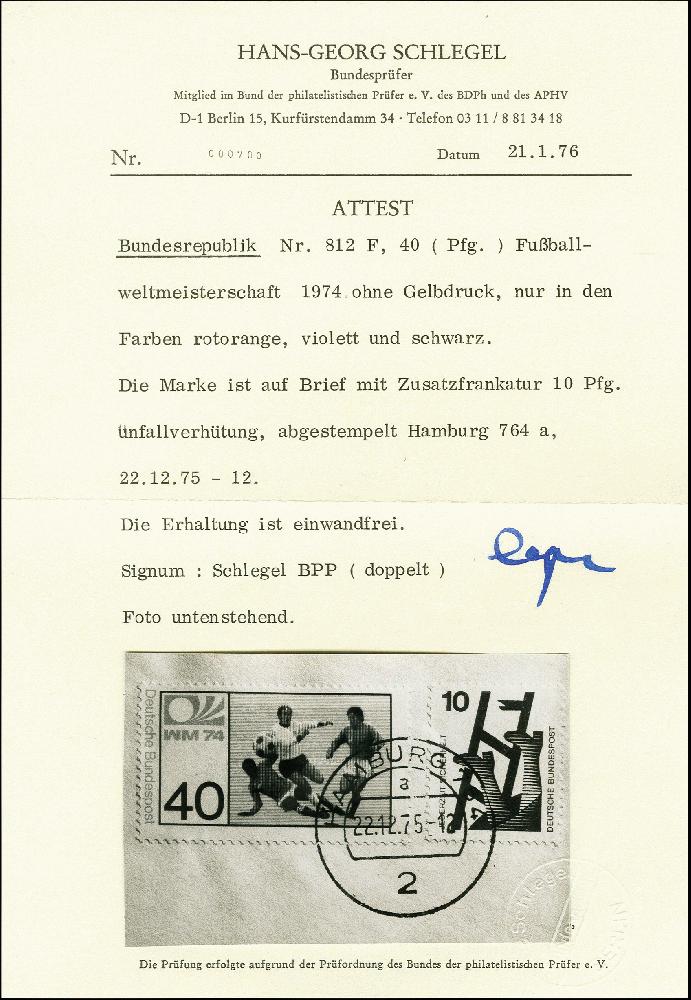 HANS-GEORG SCHLEGEL
Bundesprüfer
Mitglied im Bund der philatelistischen Prüfer e. V. des BDPh und des APHV
D-1 Berlin 15, Kurfürstendamm 34 · Telefon 03 11 / 8 81 34 18
Nr. 000700 Datum 21.1.76
ATTEST
Bundesrepublik Nr. 812 F, 40 ( Pfg. ) Fußball-
weltmeisterschaft 1974 ohne Gelbdruck, nur in den
Farben rotorange, violett und schwarz.
Die Marke ist auf Brief mit Zusatzfrankatur 10 Pfg.
Unfallverhütung, abgestempelt Hamburg 764 a,
22.12.75 - 12.
Die Erhaltung ist einwandfrei.
Signum : Schlegel BPP ( doppelt )
Foto untenstehend.
Deutsche Bundespost
WM 74
40
10
DEUTSCHE BUNDESPOST
HAMBURG
a
22.12.75-12
2
Schlegel
Die Prüfung erfolgte aufgrund der Prüfordnung des Bundes der philatelistischen Prüfer e. V.